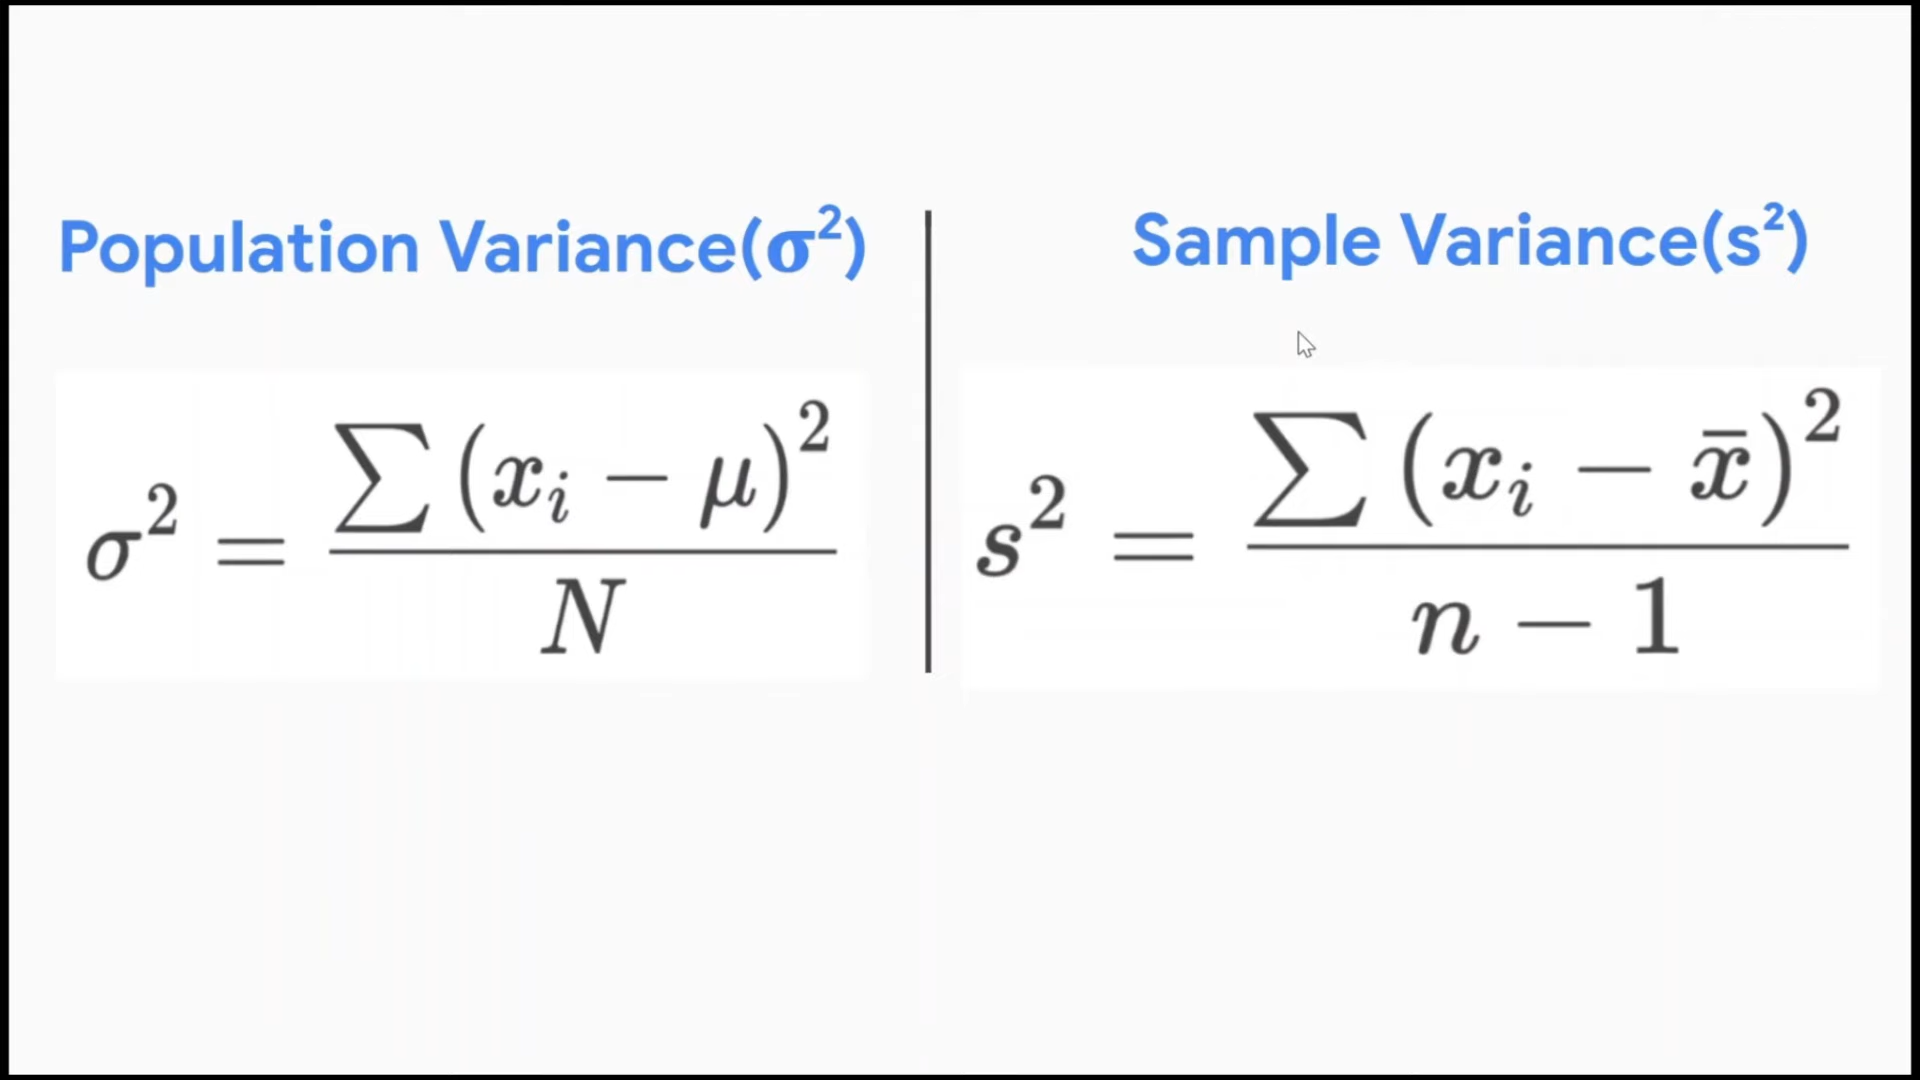 Population Variance(σ²)
σ² = ∑ (xᵢ − μ)² / N
Sample Variance(s²)
s² = ∑ (xᵢ − x̄)² / n − 1